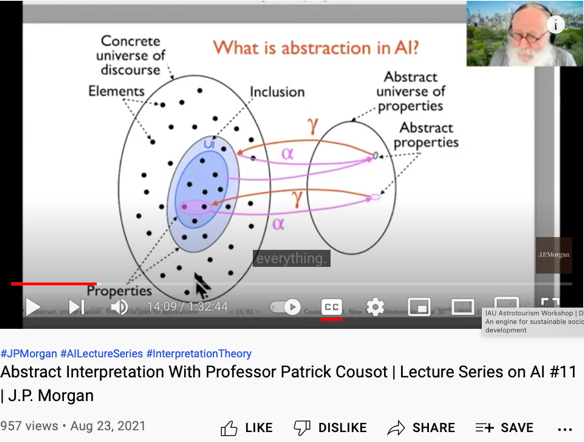 Concrete
universe of
discourse
What is abstraction in AI?
Elements
Inclusion
Abstract
universe of
properties
Abstract
properties
γ
α
γ
α
UI
Properties
everything.
J.P.Morgan
14:09 / 1:32:44
CC
IAU Astrotourism Workshop | D
An engine for sustainable socio
development
#JPMorgan #AILectureSeries #InterpretationTheory
Abstract Interpretation With Professor Patrick Cousot | Lecture Series on AI #11
| J.P. Morgan
957 views • Aug 23, 2021
LIKE
DISLIKE
SHARE
SAVE